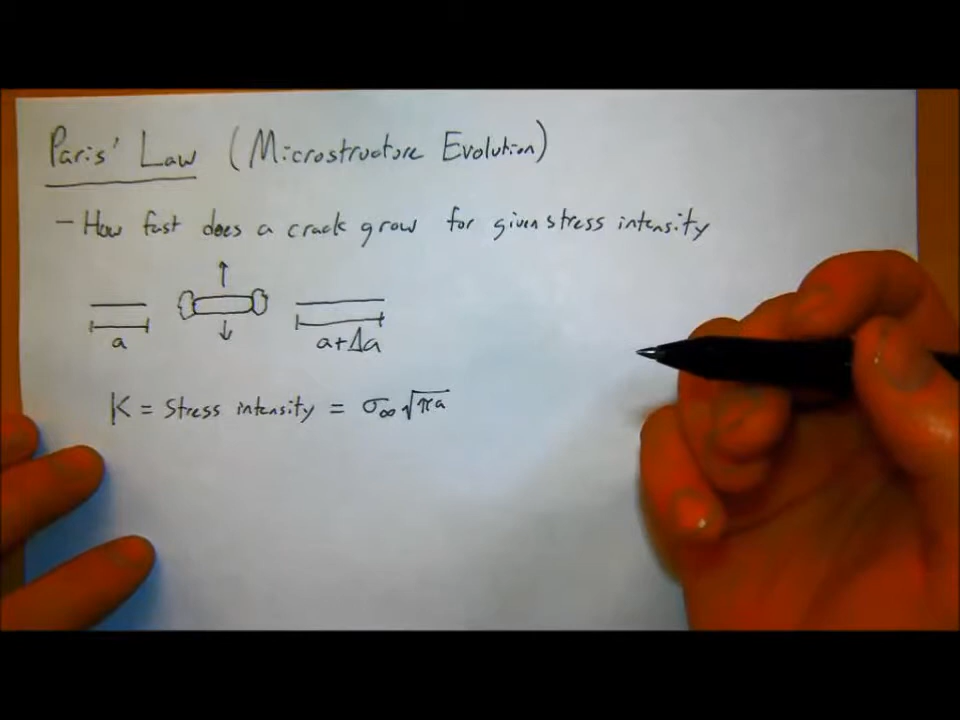 Paris' Law (Microstructure Evolution)
- How fast does a crack grow for given stress intensity
a
a+Δa
K = Stress intensity = σ∞√πa